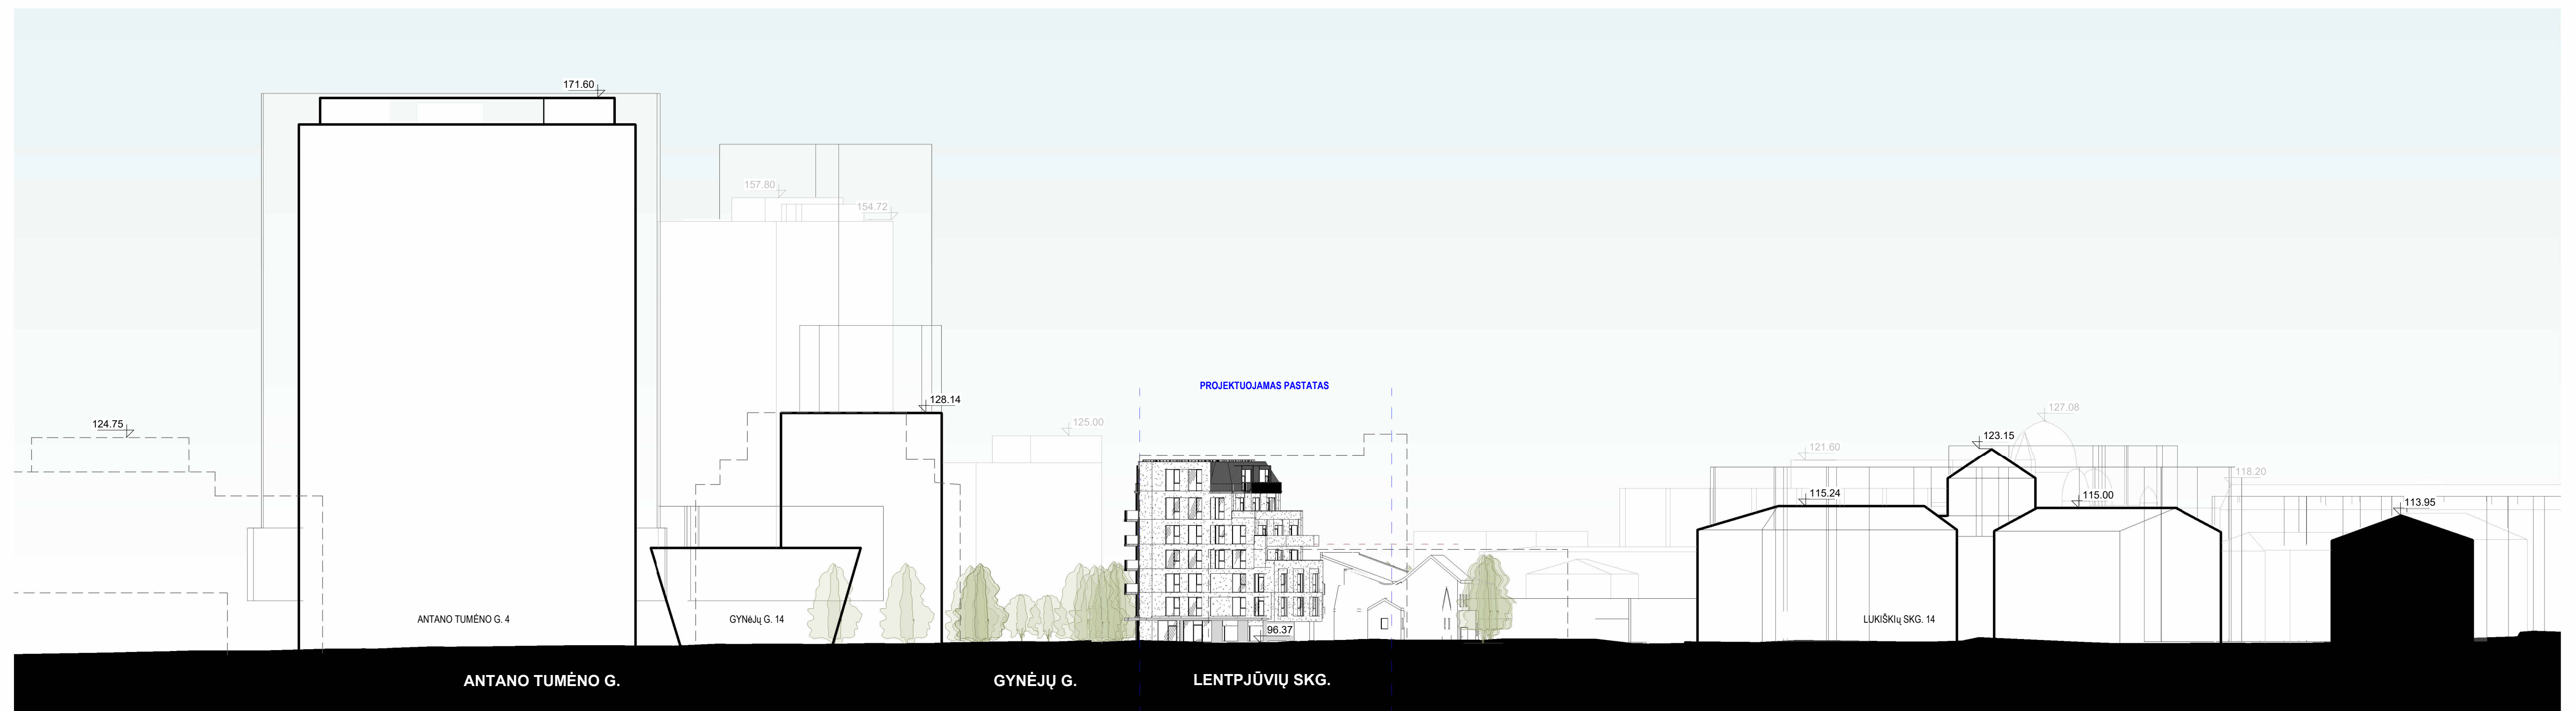 171.60
157.80
154.72
PROJEKTUOJAMAS PASTATAS
128.14
127.08
124.75
125.00
123.15
121.60
118.20
115.24
115.00
113.95
ANTANO TUMĖNO G. 4
GYNėJų G. 14
LUKIŠKIų SKG. 14
96.37
ANTANO TUMĖNO G.
GYNĖJŲ G.
LENTPJŪVIŲ SKG.